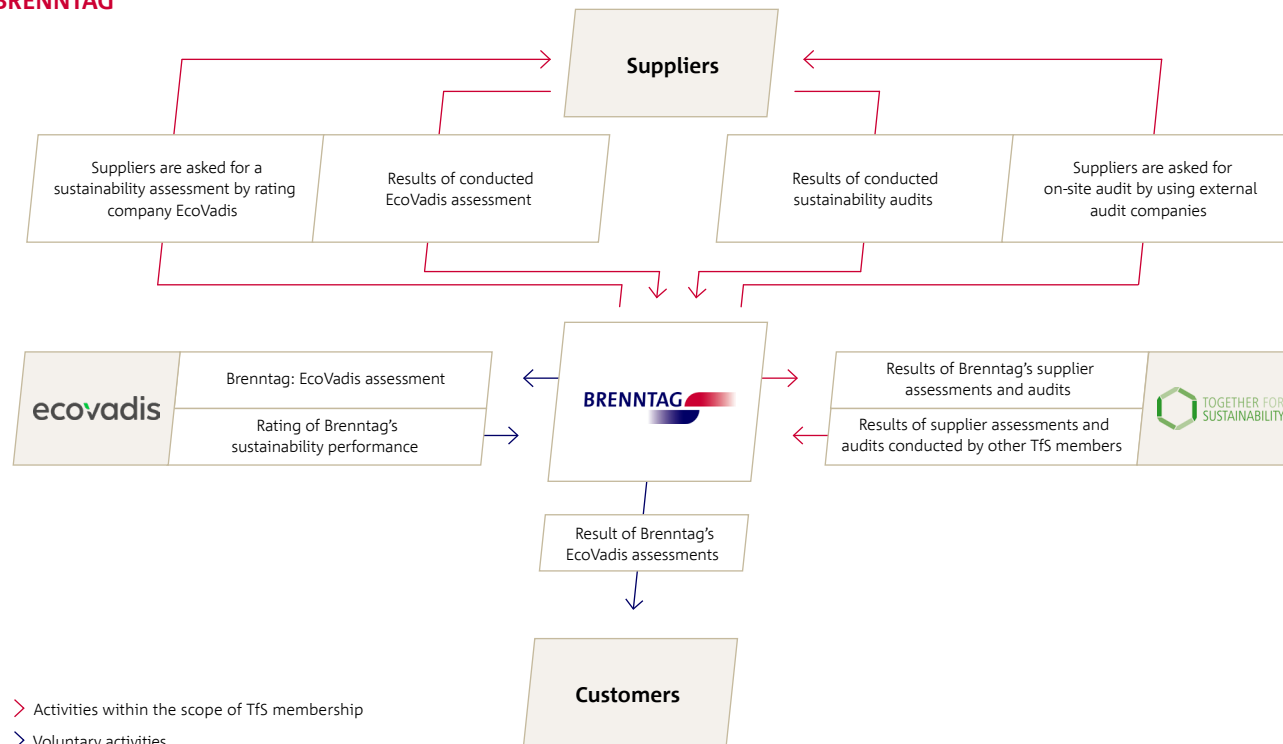 BRENNTAG
Suppliers
Suppliers are asked for a
sustainability assessment by rating
company EcoVadis
Results of conducted
EcoVadis assessment
Results of conducted
sustainability audits
Suppliers are asked for
on-site audit by using external
audit companies
ecovadis
Brenntag: EcoVadis assessment
Rating of Brenntag’s
sustainability performance
BRENNTAG
Results of Brenntag’s supplier
assessments and audits
Results of supplier assessments and
audits conducted by other TfS members
TOGETHER FOR
SUSTAINABILITY
Result of Brenntag’s
EcoVadis assessments
Customers
Activities within the scope of TfS membership
Voluntary activities